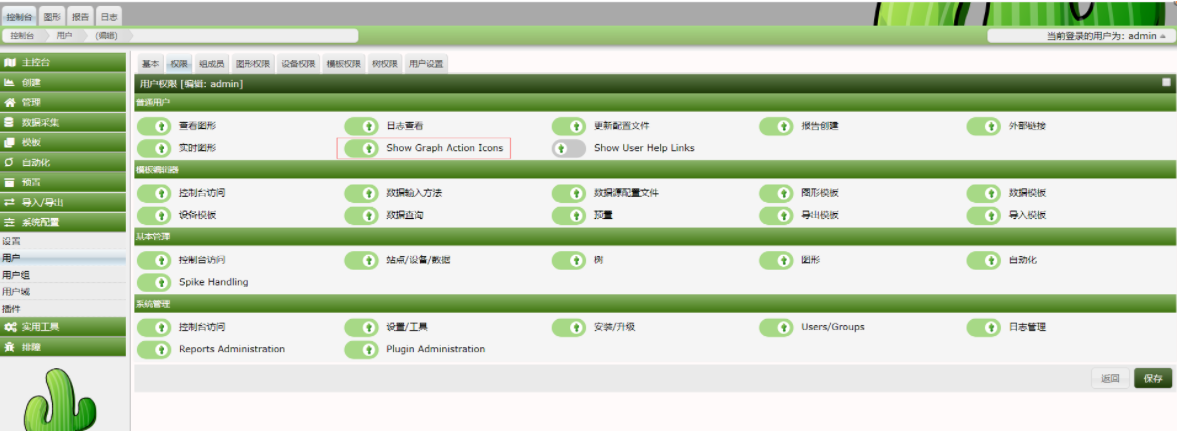 控制台 图形 报告 日志
控制台 用户 (编辑) 当前登录的用户为: admin
主控台
创建
管理
数据采集
模板
自动化
预置
导入/导出
系统配置
设置
用户
用户组
用户域
插件
实用工具
排障
基本 权限 组成员 图形权限 设备权限 模板权限 树权限 用户设置
用户权限 [编辑: admin]
普通用户
查看图形 日志查看 更新配置文件 报告创建 外部链接
实时图形 Show Graph Action Icons Show User Help Links
模板编辑器
控制台访问 数据输入方法 数据源配置文件 图形模板 数据模板
设备模板 数据查询 预置 导出模板 导入模板
基本管理
控制台访问 站点/设备/数据 树 图形 自动化
Spike Handling
系统管理
控制台访问 设置/工具 安装/升级 Users/Groups 日志管理
Reports Administration Plugin Administration
返回 保存